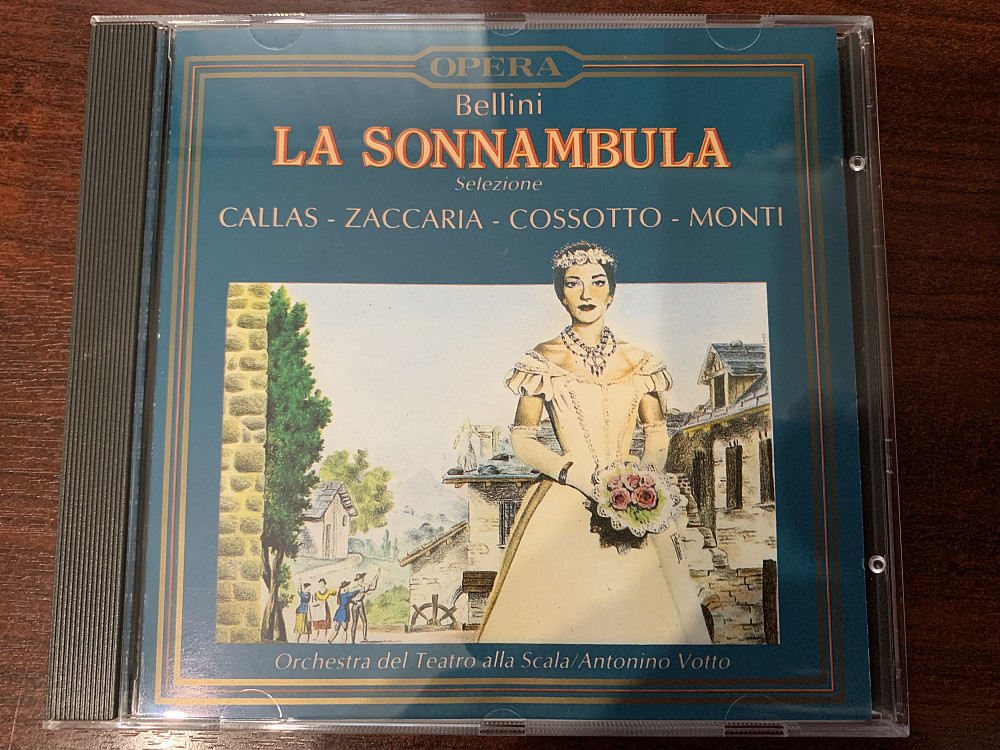 OPERA
Bellini
LA SONNAMBULA
Selezione
CALLAS - ZACCARIA - COSSOTTO - MONTI
Orchestra del Teatro alla Scala/Antonino Votto